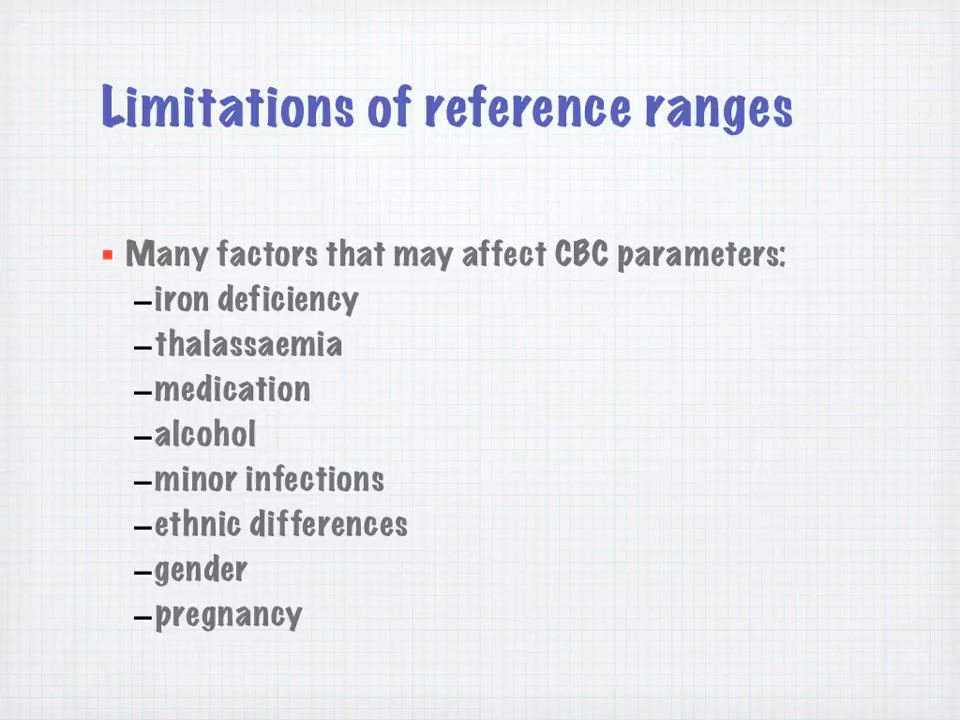 Limitations of reference ranges
▪ Many factors that may affect CBC parameters:
–iron deficiency
–thalassaemia
–medication
–alcohol
–minor infections
–ethnic differences
–gender
–pregnancy